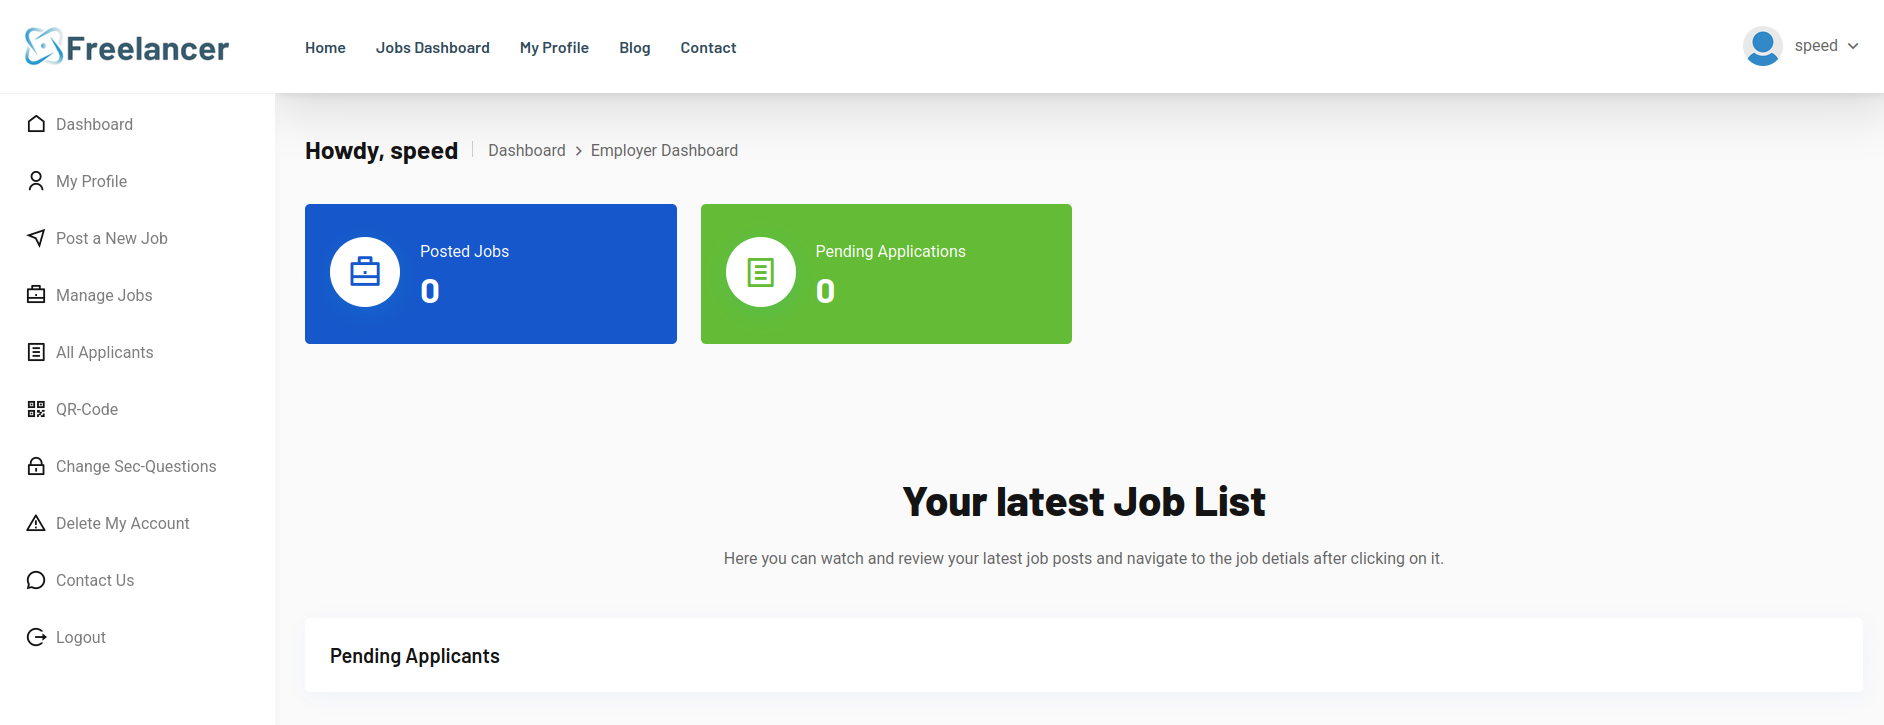 Freelancer
Home Jobs Dashboard My Profile Blog Contact
speed
Dashboard
My Profile
Post a New Job
Manage Jobs
All Applicants
QR-Code
Change Sec-Questions
Delete My Account
Contact Us
Logout
Howdy, speed
Dashboard > Employer Dashboard
Posted Jobs
0
Pending Applications
0
Your latest Job List
Here you can watch and review your latest job posts and navigate to the job detials after clicking on it.
Pending Applicants